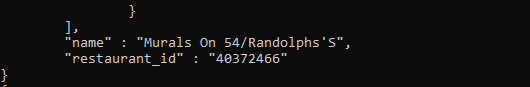 }
],
"name" : "Murals On 54/Randolphs'S",
"restaurant_id" : "40372466"
}